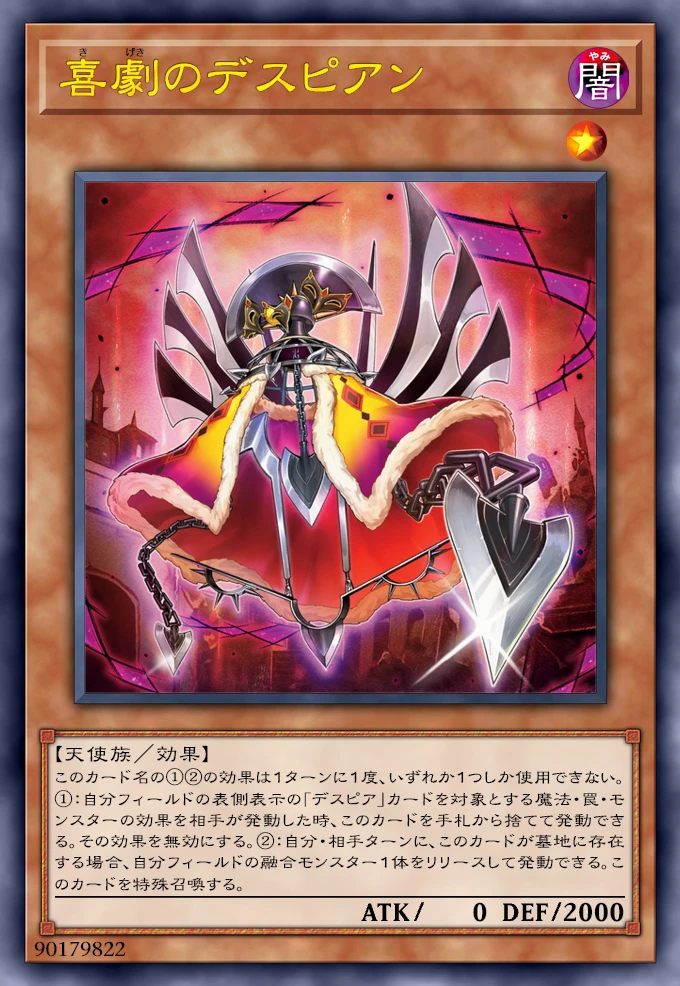 き げき
喜劇のデスピアン
やみ
闇
【天使族／効果】
このカード名の①②の効果は1ターンに1度、いずれか1つしか使用できない。
①：自分フィールドの表側表示の「デスピア」カードを対象とする魔法・罠・モ
ンスターの効果を相手が発動した時、このカードを手札から捨てて発動でき
る。その効果を無効にする。②：自分・相手ターンに、このカードが墓地に存在
する場合、自分フィールドの融合モンスター1体をリリースして発動できる。こ
のカードを特殊召喚する。
ATK/ 0 DEF/2000
90179822